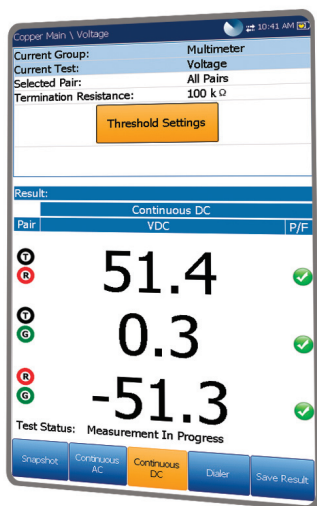 Copper Main \ Voltage 10:41 AM
Current Group: Multimeter
Current Test: Voltage
Selected Pair: All Pairs
Termination Resistance: 100 k Ω
Threshold Settings
Result:
Continuous DC
Pair VDC P/F
T
R 51.4
T
G 0.3
R
G -51.3
Test Status: Measurement In Progress
Snapshot Continuous AC Continuous DC Dialer Save Result